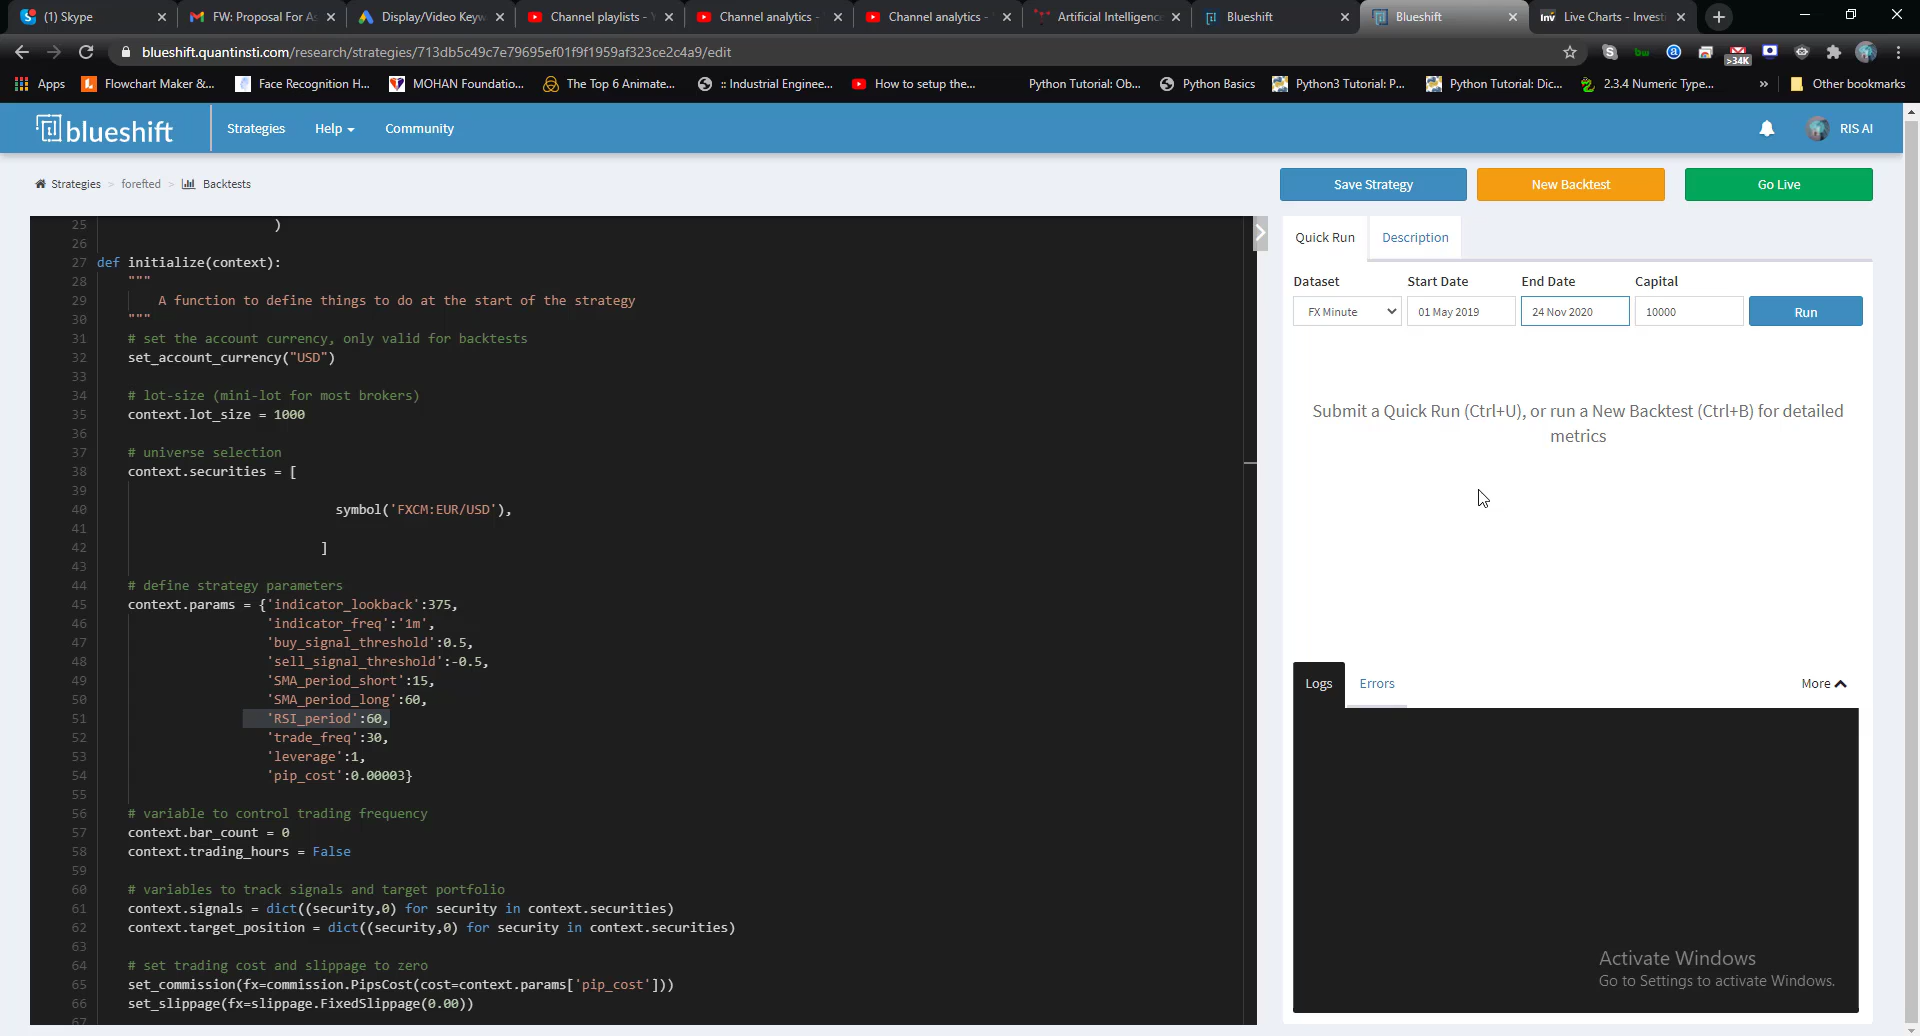 (1) Skype
FW: Proposal For As
Display/Video Keyw
Channel playlists - Y
Channel analytics -
Channel analytics -
Artificial Intelligence
Blueshift
Blueshift
Live Charts - Investi
blueshift.quantinsti.com/research/strategies/713db5c49c7e79695ef01f9f1959af323ce2c4a9/edit
>34K
Apps
Flowchart Maker &...
Face Recognition H...
MOHAN Foundatio...
The Top 6 Animate...
:: Industrial Enginee...
How to setup the...
Python Tutorial: Ob...
Python Basics
Python3 Tutorial: P...
Python Tutorial: Dic...
2.3.4 Numeric Type...
»
Other bookmarks
blueshift
Strategies
Help
Community
RIS AI
Strategies > forefted > Backtests
Save Strategy
New Backtest
Go Live
25 )
26
27 def initialize(context):
28 """
29 A function to define things to do at the start of the strategy
30 """
31 # set the account currency, only valid for backtests
32 set_account_currency("USD")
33
34 # lot-size (mini-lot for most brokers)
35 context.lot_size = 1000
36
37 # universe selection
38 context.securities = [
39
40 symbol('FXCM:EUR/USD'),
41
42 ]
43
44 # define strategy parameters
45 context.params = {'indicator_lookback':375,
46 'indicator_freq':'1m',
47 'buy_signal_threshold':0.5,
48 'sell_signal_threshold':-0.5,
49 'SMA_period_short':15,
50 'SMA_period_long':60,
51 'RSI_period':60,
52 'trade_freq':30,
53 'leverage':1,
54 'pip_cost':0.00003}
55
56 # variable to control trading frequency
57 context.bar_count = 0
58 context.trading_hours = False
59
60 # variables to track signals and target portfolio
61 context.signals = dict((security,0) for security in context.securities)
62 context.target_position = dict((security,0) for security in context.securities)
63
64 # set trading cost and slippage to zero
65 set_commission(fx=commission.PipsCost(cost=context.params['pip_cost']))
66 set_slippage(fx=slippage.FixedSlippage(0.00))
67
Quick Run
Description
Dataset
Start Date
End Date
Capital
FX Minute
01 May 2019
24 Nov 2020
10000
Run
Submit a Quick Run (Ctrl+U), or run a New Backtest (Ctrl+B) for detailed
metrics
Logs
Errors
More
Activate Windows
Go to Settings to activate Windows.